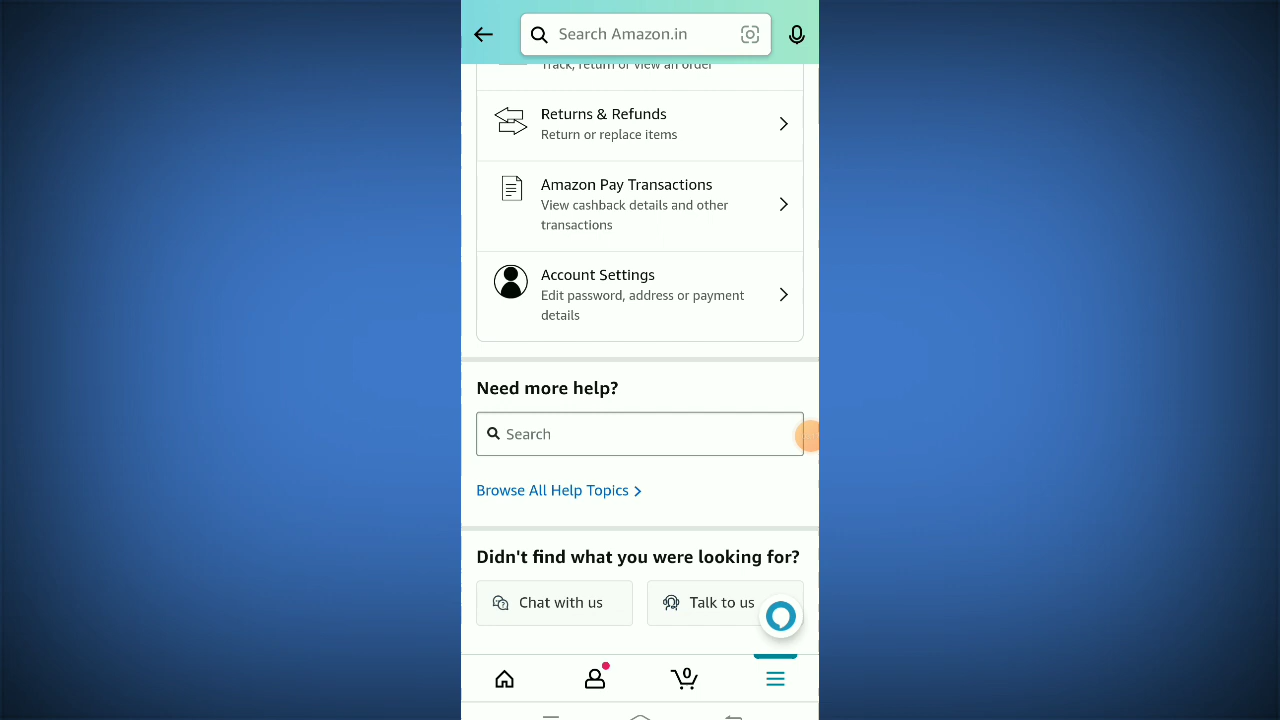 Search Amazon.in
Track, return or view an order
Returns & Refunds
Return or replace items
Amazon Pay Transactions
View cashback details and other
transactions
Account Settings
Edit password, address or payment
details
Need more help?
Search
Browse All Help Topics
Didn't find what you were looking for?
Chat with us
Talk to us
0